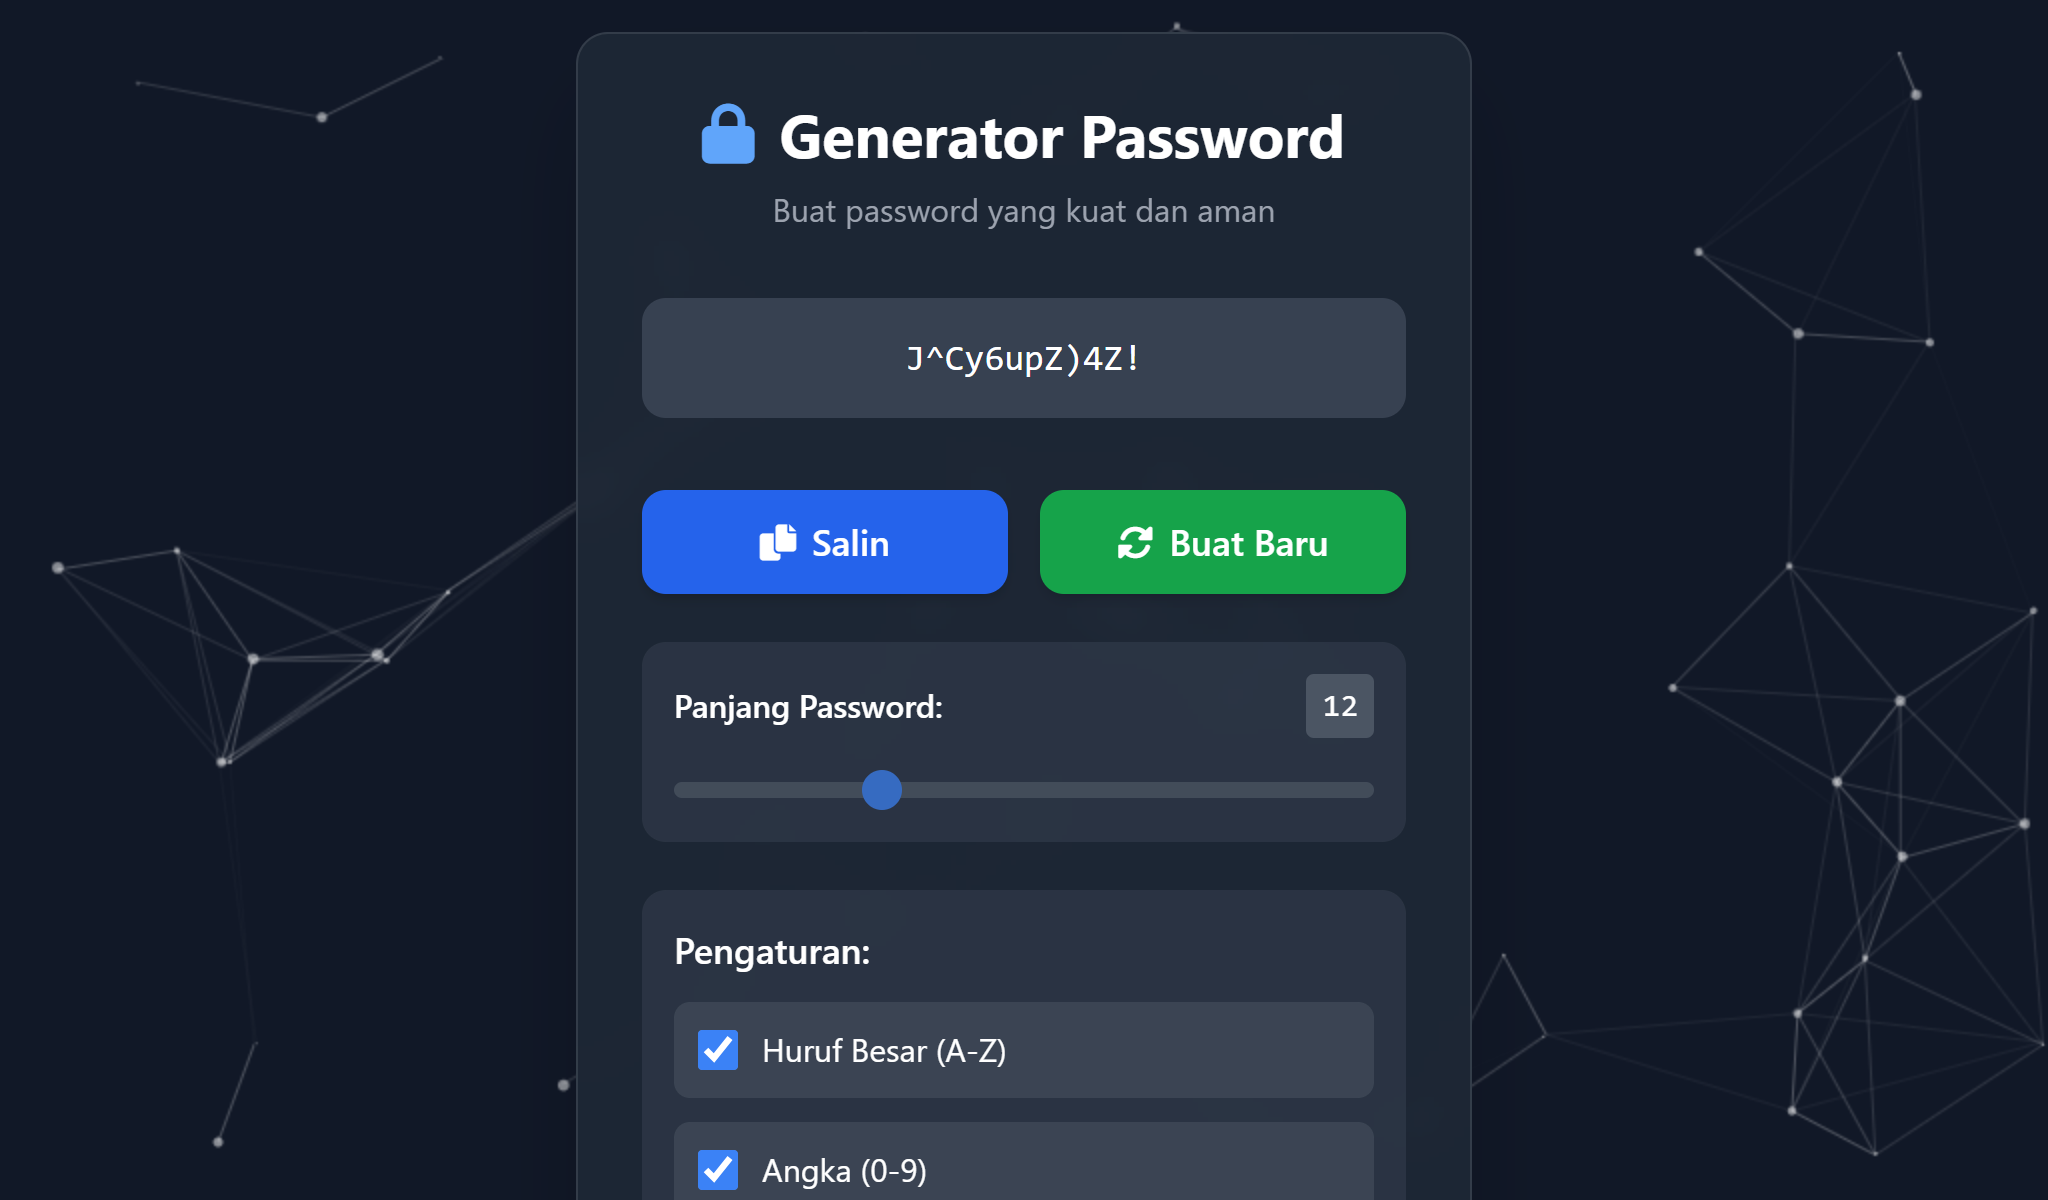 Generator Password
Buat password yang kuat dan aman
J^Cy6upZ)4Z!
Salin
Buat Baru
Panjang Password:
12
Pengaturan:
Huruf Besar (A-Z)
Angka (0-9)